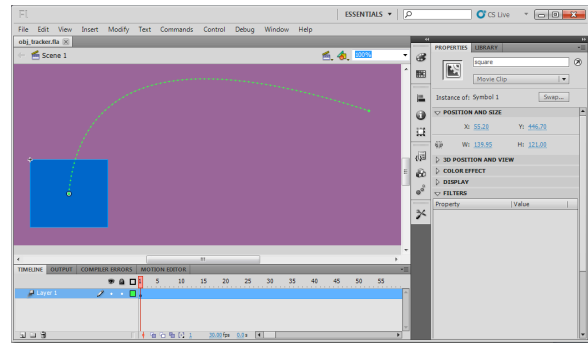 Fl
ESSENTIALS
CS Live
File Edit View Insert Modify Text Commands Control Debug Window Help
obj_tracker.fla
Scene 1
100%
PROPERTIES LIBRARY
square
Movie Clip
Instance of: Symbol 1 Swap...
POSITION AND SIZE
X: 55.20 Y: 446.70
W: 139.95 H: 121.00
3D POSITION AND VIEW
COLOR EFFECT
DISPLAY
FILTERS
Property Value
TIMELINE OUTPUT COMPILER ERRORS MOTION EDITOR
5 10 15 20 25 30 35 40 45 50 55
Layer 1
1 20.00 fps 0.0 s